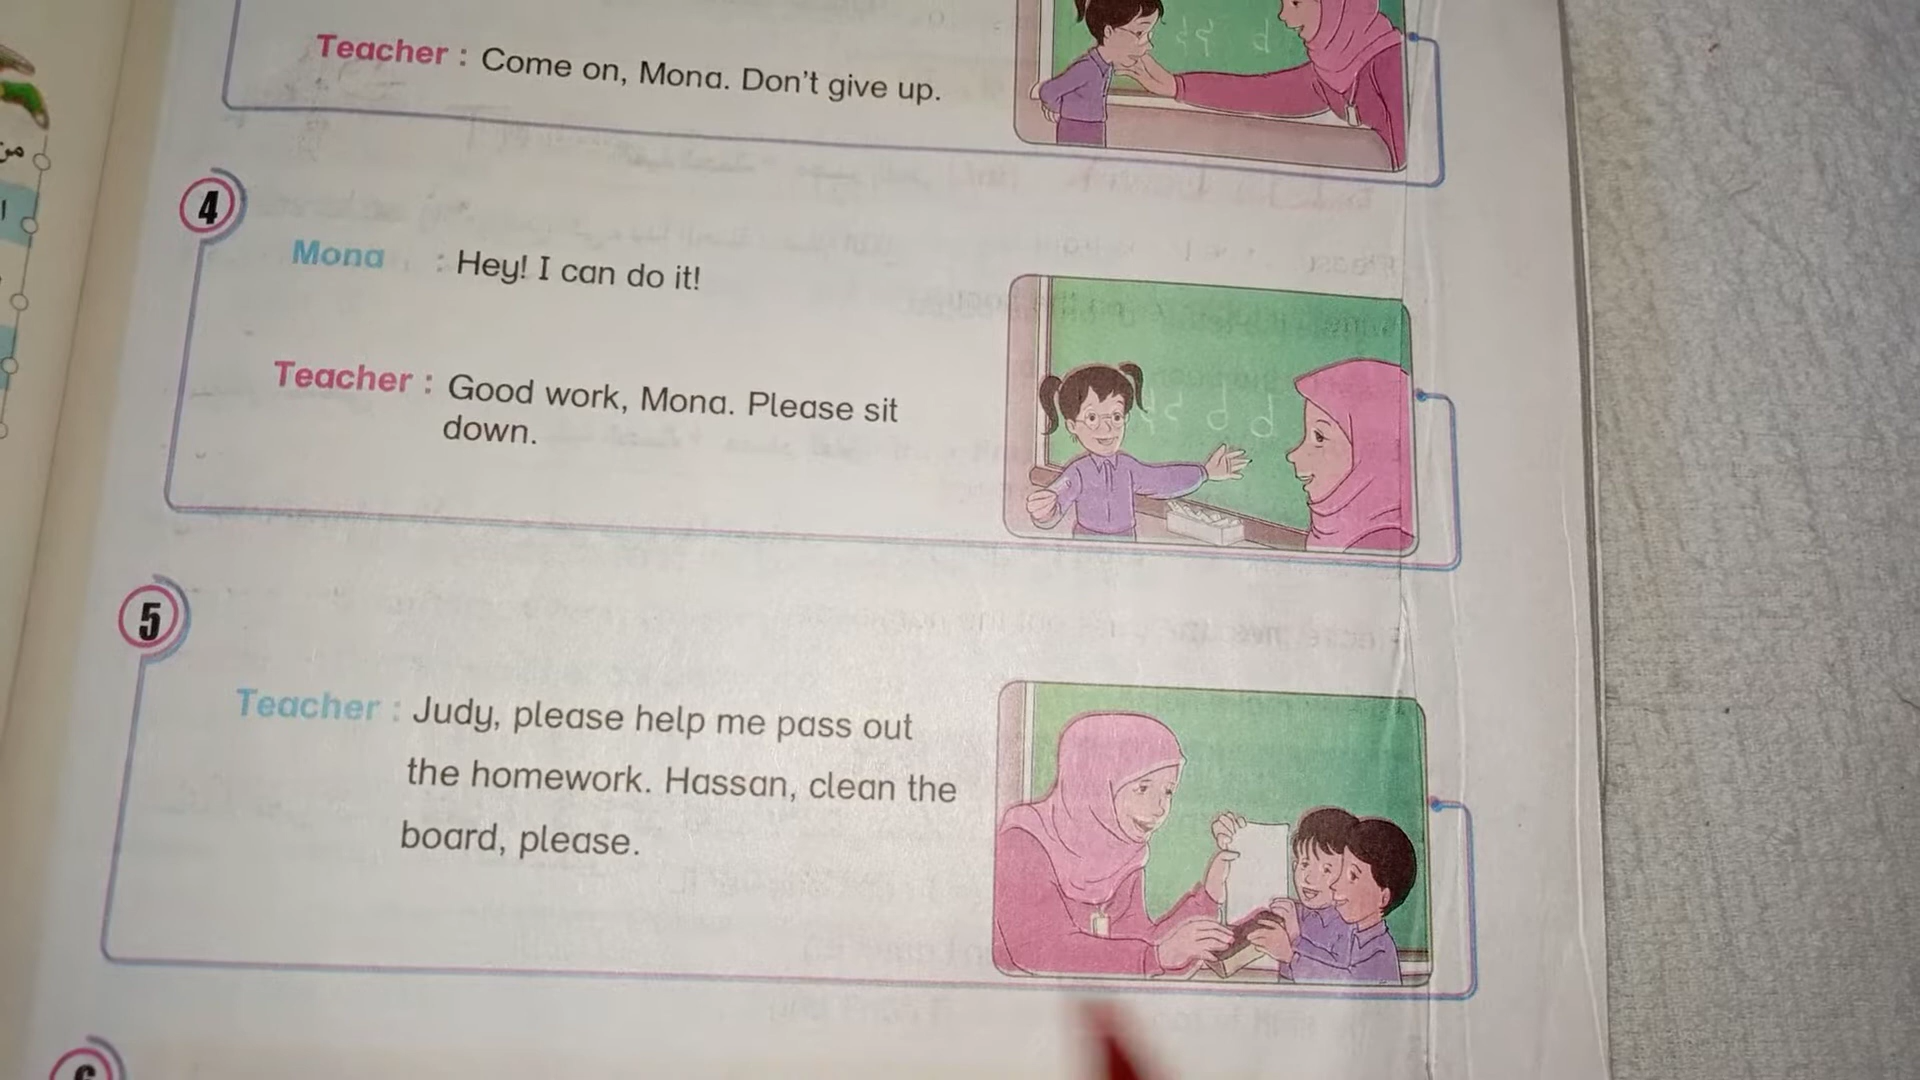 Teacher : Come on, Mona. Don't give up.
4
Mona : Hey! I can do it!
Teacher : Good work, Mona. Please sit
down.
5
Teacher : Judy, please help me pass out
the homework. Hassan, clean the
board, please.